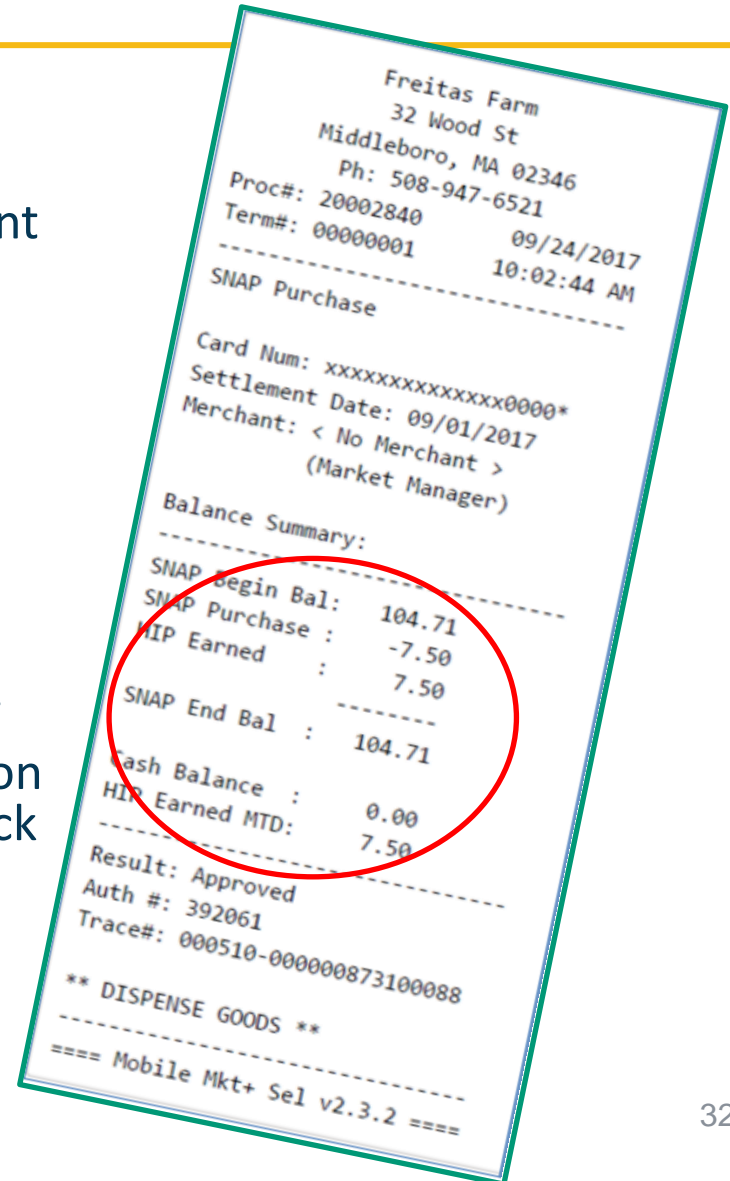 Freitas Farm
32 Wood St
Middleboro, MA 02346
Ph: 508-947-6521
Proc#: 20002840 09/24/2017
Term#: 00000001 10:02:44 AM
--------------------------------
SNAP Purchase
Card Num: xxxxxxxxxxxxxx0000*
Settlement Date: 09/01/2017
Merchant: < No Merchant >
(Market Manager)
Balance Summary:
--------------------------------
SNAP Begin Bal: 104.71
SNAP Purchase : -7.50
HIP Earned : 7.50
--------
SNAP End Bal : 104.71
Cash Balance : 0.00
HIP Earned MTD: 7.50
--------------------------------
Result: Approved
Auth #: 392061
Trace#: 000510-000000873100088
** DISPENSE GOODS **
--------------------------------
==== Mobile Mkt+ Sel v2.3.2 ====
nt
on
ck
32